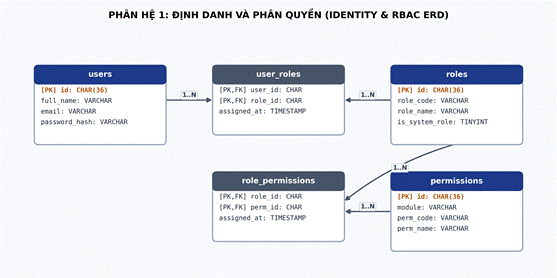 PHÂN HỆ 1: ĐỊNH DANH VÀ PHÂN QUYỀN (IDENTITY & RBAC ERD)
users
[PK] id: CHAR(36)
full_name: VARCHAR
email: VARCHAR
password_hash: VARCHAR
1..N
user_roles
[PK,FK] user_id: CHAR
[PK,FK] role_id: CHAR
assigned_at: TIMESTAMP
1..N
roles
[PK] id: CHAR(36)
role_code: VARCHAR
role_name: VARCHAR
is_system_role: TINYINT
1..N
role_permissions
[PK,FK] role_id: CHAR
[PK,FK] perm_id: CHAR
assigned_at: TIMESTAMP
1..N
permissions
[PK] id: CHAR(36)
module: VARCHAR
perm_code: VARCHAR
perm_name: VARCHAR